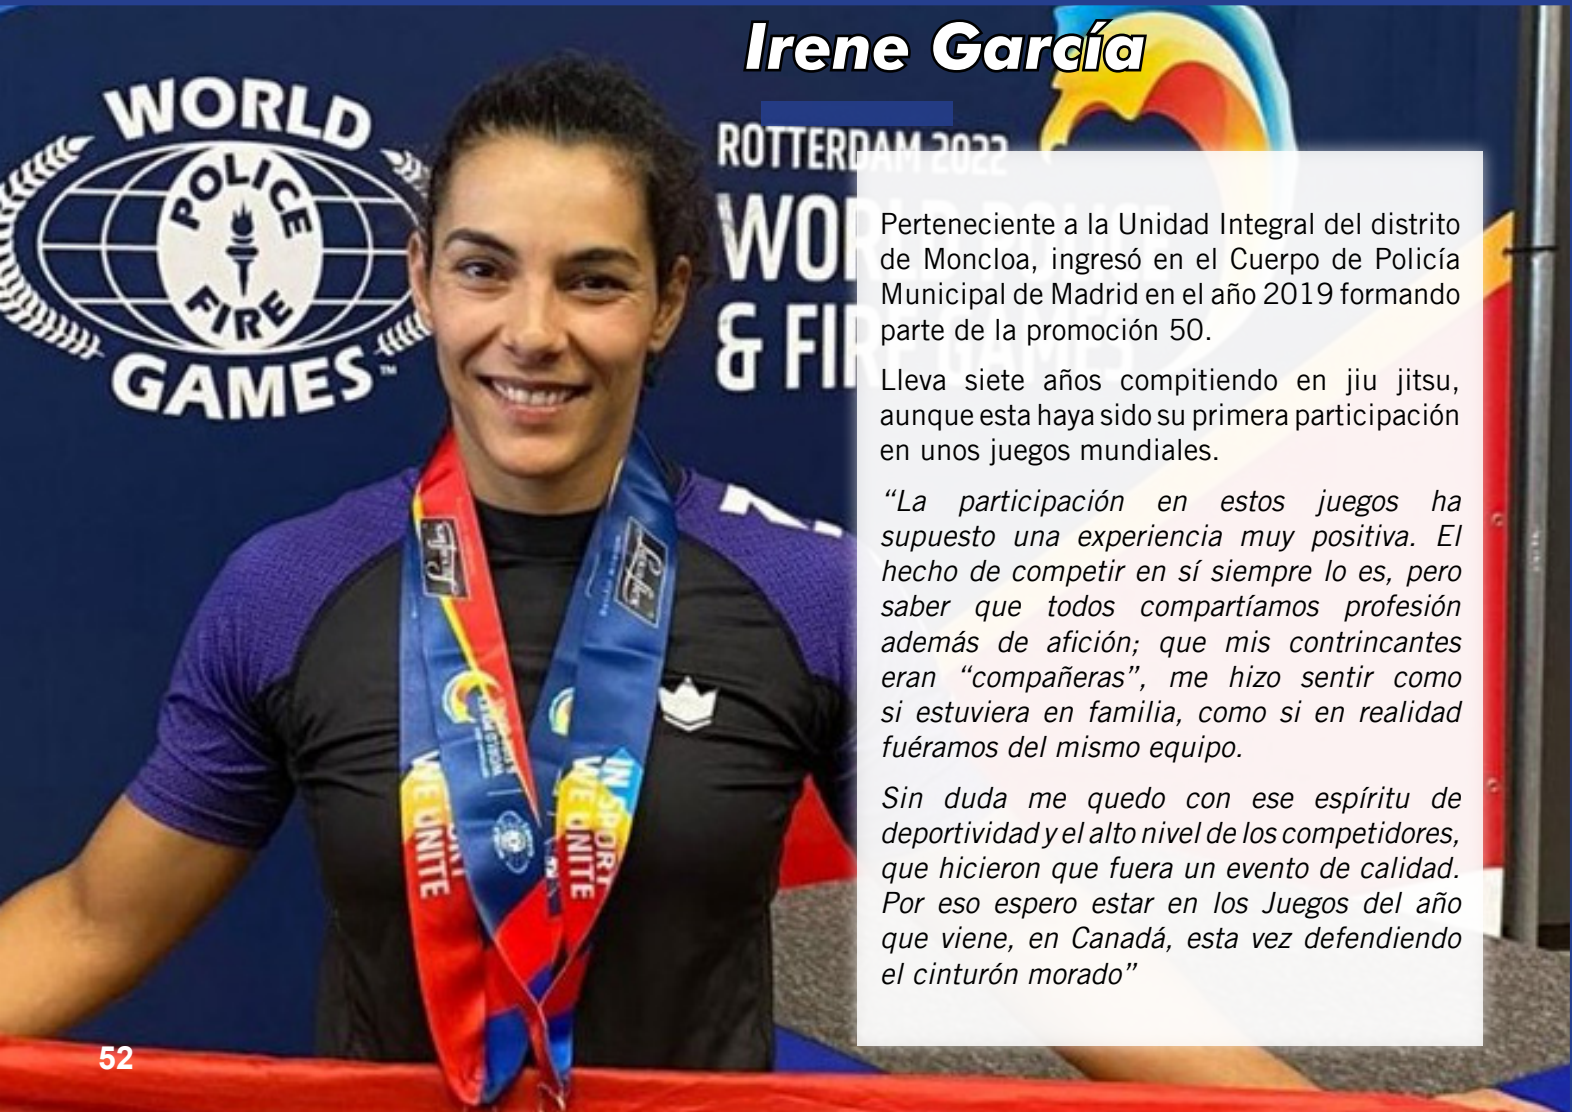 Irene García
WORLD
POLICE
FIRE
GAMES™
ROTTERDAM 2022
WORLD POLICE
& FIRE GAMES
Perteneciente a la Unidad Integral del distrito
de Moncloa, ingresó en el Cuerpo de Policía
Municipal de Madrid en el año 2019 formando
parte de la promoción 50.
Lleva siete años compitiendo en jiu jitsu,
aunque esta haya sido su primera participación
en unos juegos mundiales.
“La participación en estos juegos ha
supuesto una experiencia muy positiva. El
hecho de competir en sí siempre lo es, pero
saber que todos compartíamos profesión
además de afición; que mis contrincantes
eran “compañeras”, me hizo sentir como
si estuviera en familia, como si en realidad
fuéramos del mismo equipo.
Sin duda me quedo con ese espíritu de
deportividad y el alto nivel de los competidores,
que hicieron que fuera un evento de calidad.
Por eso espero estar en los Juegos del año
que viene, en Canadá, esta vez defendiendo
el cinturón morado”
WE UNITE
IN SPORT
WE UNITE
52